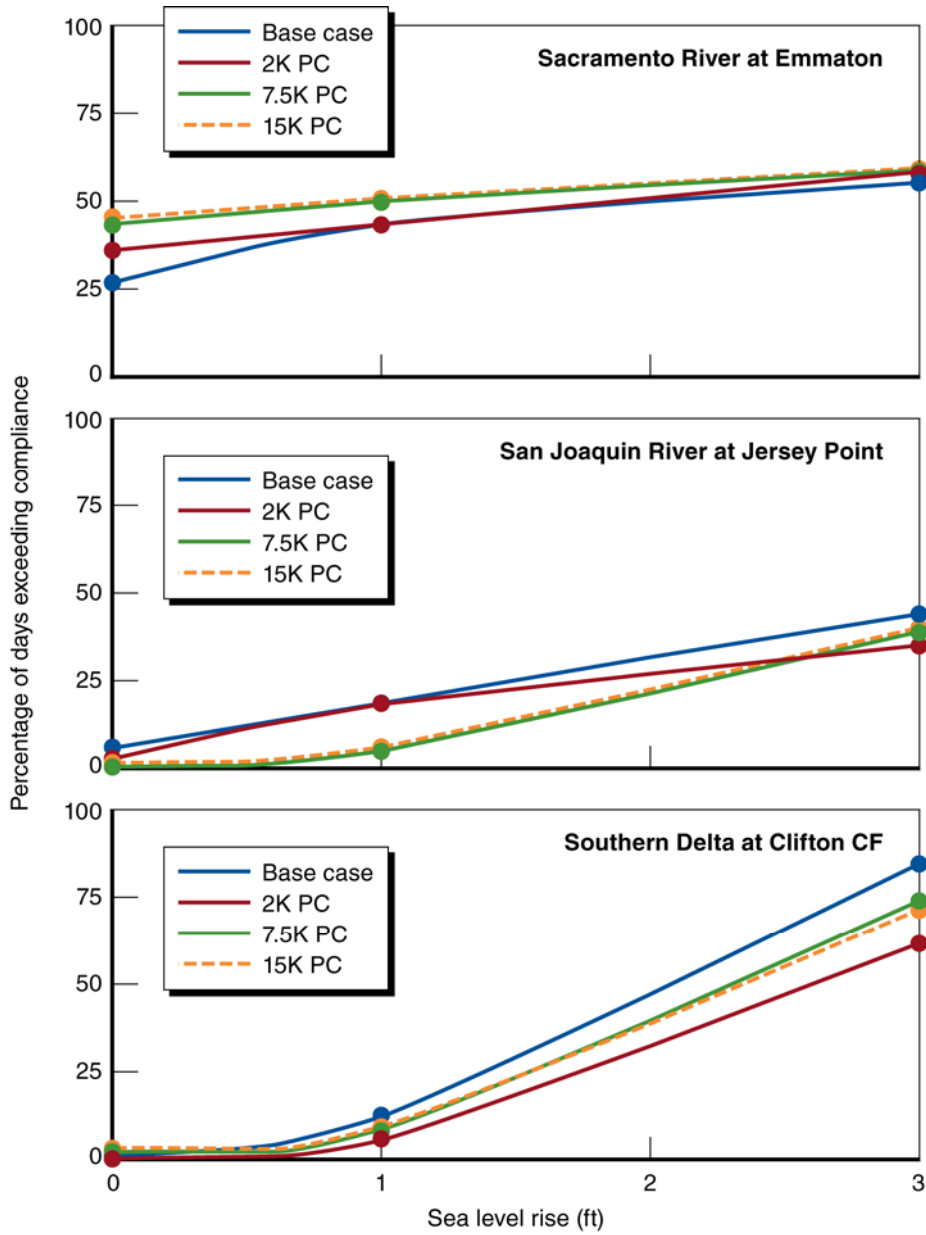 Percentage of days exceeding compliance
100
75
50
25
0
Base case
2K PC
7.5K PC
15K PC
Sacramento River at Emmaton
100
75
50
25
0
Base case
2K PC
7.5K PC
15K PC
San Joaquin River at Jersey Point
100
75
50
25
0
Base case
2K PC
7.5K PC
15K PC
Southern Delta at Clifton CF
0 1 2 3
Sea level rise (ft)